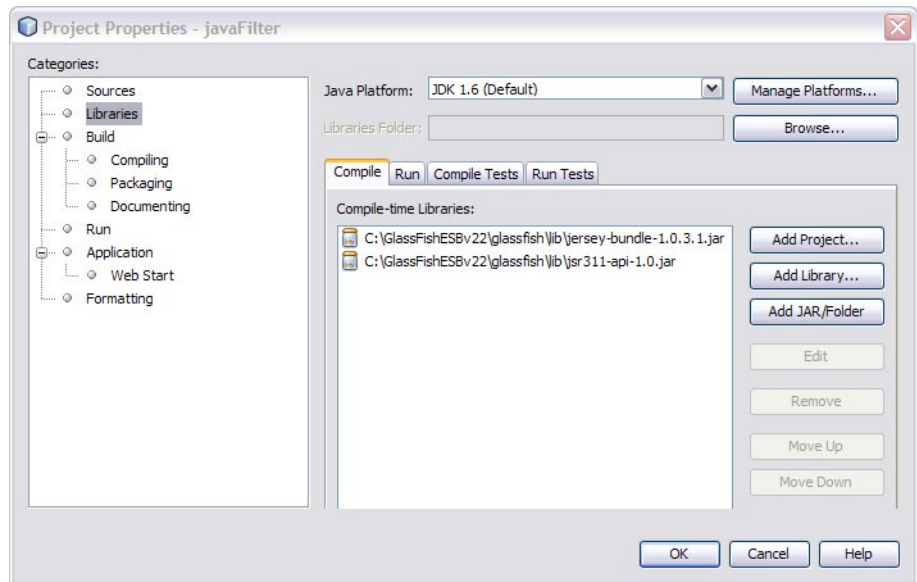 Project Properties - javaFilter
Categories:
Sources
Libraries
Build
Compiling
Packaging
Documenting
Run
Application
Web Start
Formatting
Java Platform: JDK 1.6 (Default) Manage Platforms...
Libraries Folder: Browse...
Compile Run Compile Tests Run Tests
Compile-time Libraries:
C:\GlassFishESBv22\glassfish\lib\jersey-bundle-1.0.3.1.jar
C:\GlassFishESBv22\glassfish\lib\jsr311-api-1.0.jar
Add Project...
Add Library...
Add JAR/Folder
Edit
Remove
Move Up
Move Down
OK Cancel Help